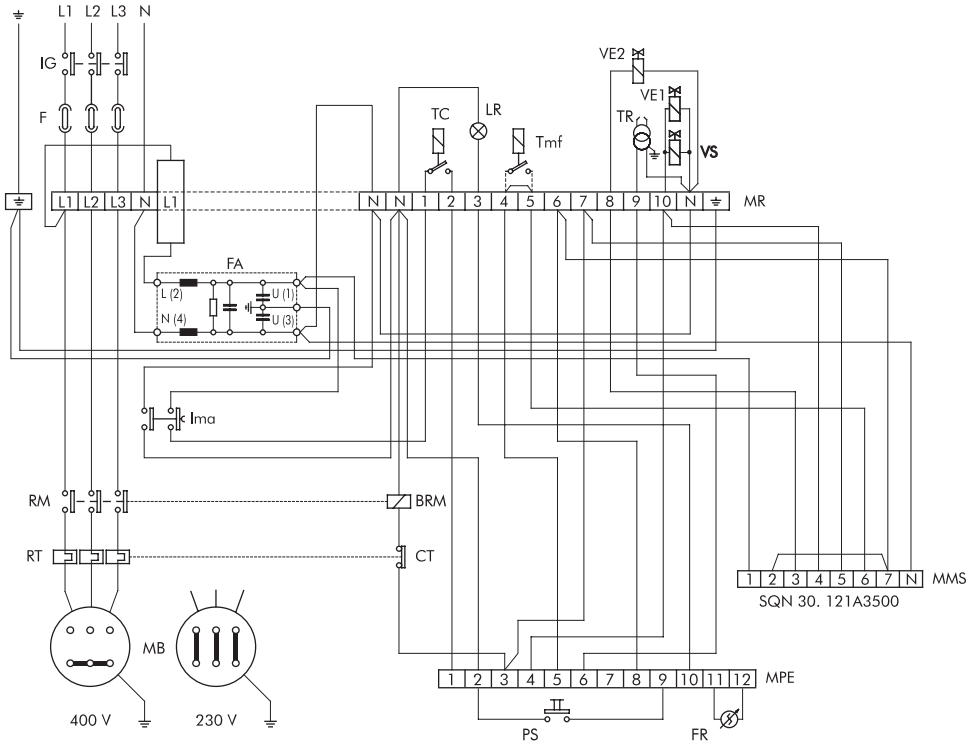 L1 L2 L3 N
IG
F
VE2
VE1
TR
VS
TC
LR
Tmf
L1 L2 L3 N L1
N N 1 2 3 4 5 6 7 8 9 10 N
MR
FA
L (2)
U (1)
N (4)
U (3)
Ima
RM
BRM
RT
CT
1 2 3 4 5 6 7 N
MMS
SQN 30. 121A3500
MB
1 2 3 4 5 6 7 8 9 10 11 12
MPE
400 V
230 V
PS
FR